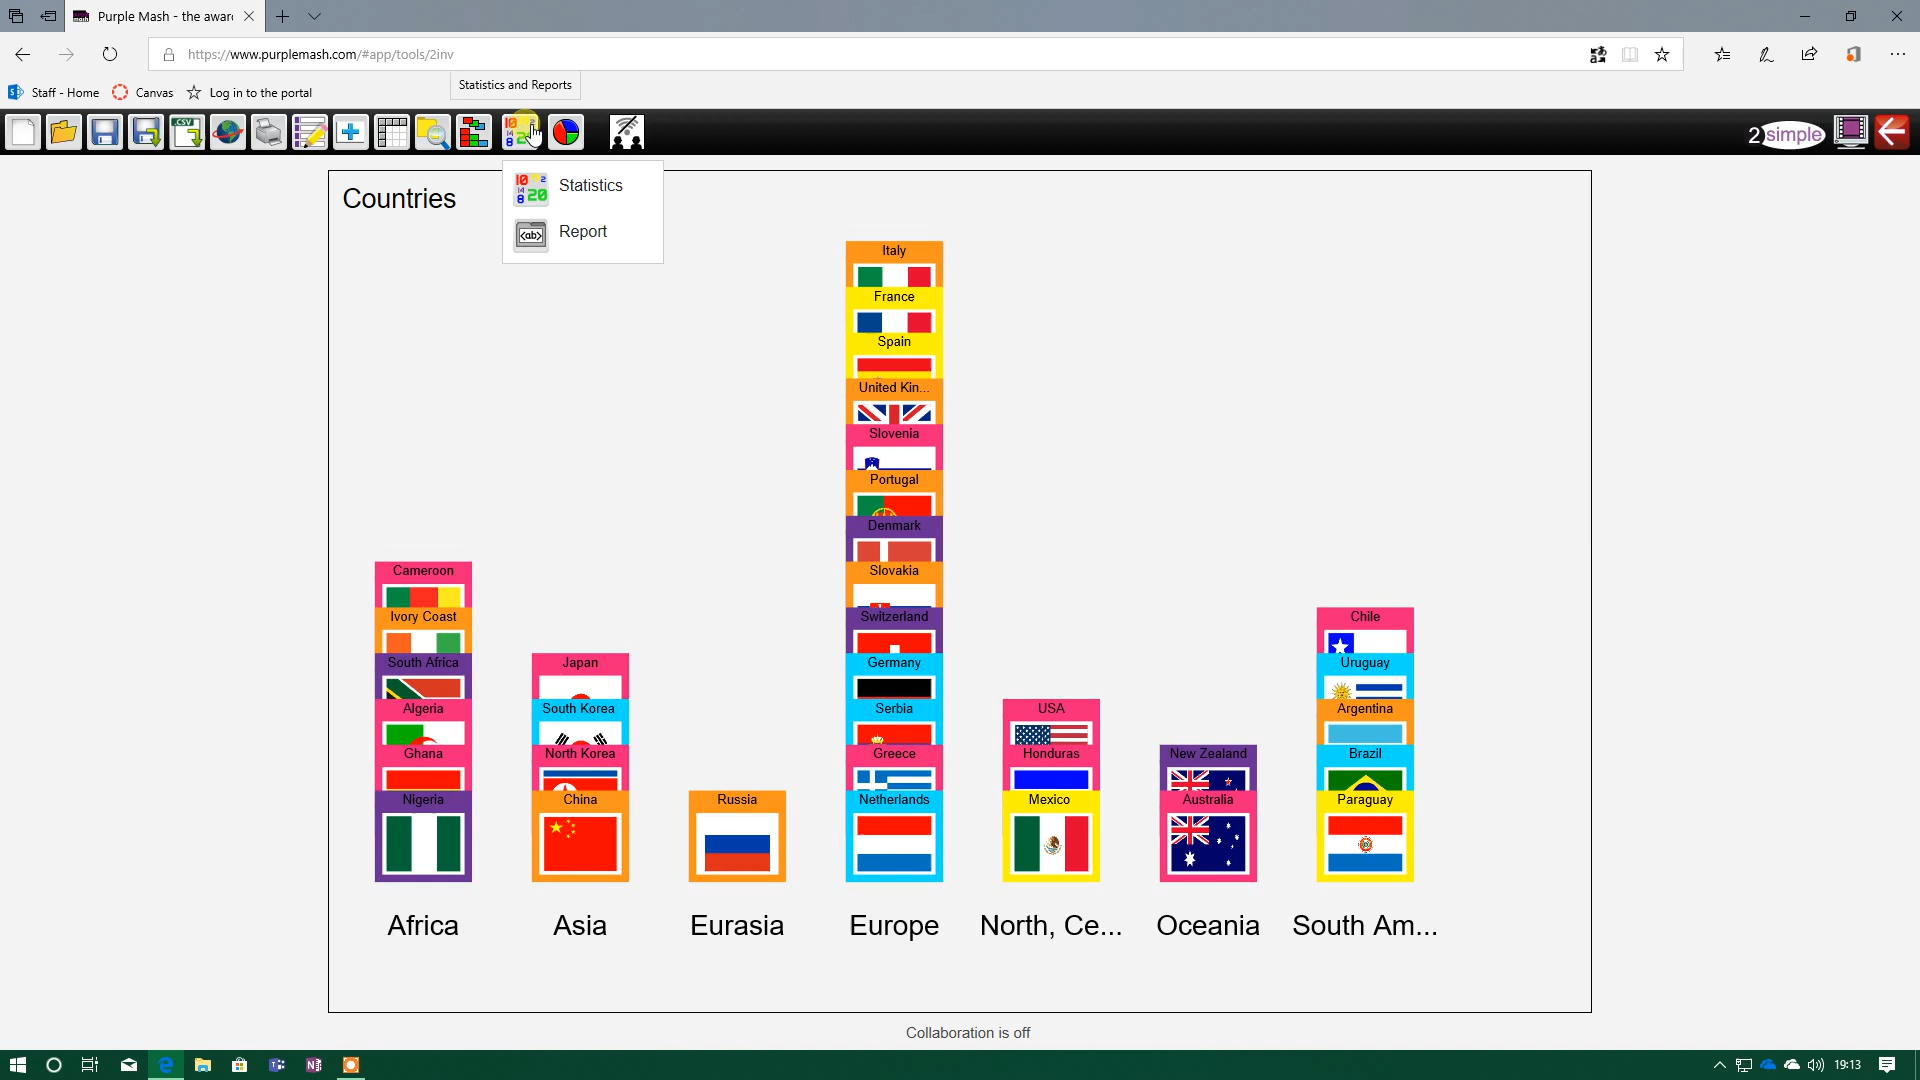 Purple Mash - the award
https://www.purplemash.com/#app/tools/2inv
Staff - Home
Canvas
Log in to the portal
Statistics and Reports
CSV
2simple
Statistics
Report
Countries
Italy
France
Spain
United Kin...
Slovenia
Portugal
Denmark
Slovakia
Switzerland
Germany
Serbia
Greece
Netherlands
Cameroon
Ivory Coast
South Africa
Algeria
Ghana
Nigeria
Japan
South Korea
North Korea
China
Russia
USA
Honduras
Mexico
New Zealand
Australia
Chile
Uruguay
Argentina
Brazil
Paraguay
Africa
Asia
Eurasia
Europe
North, Ce...
Oceania
South Am...
Collaboration is off
19:13